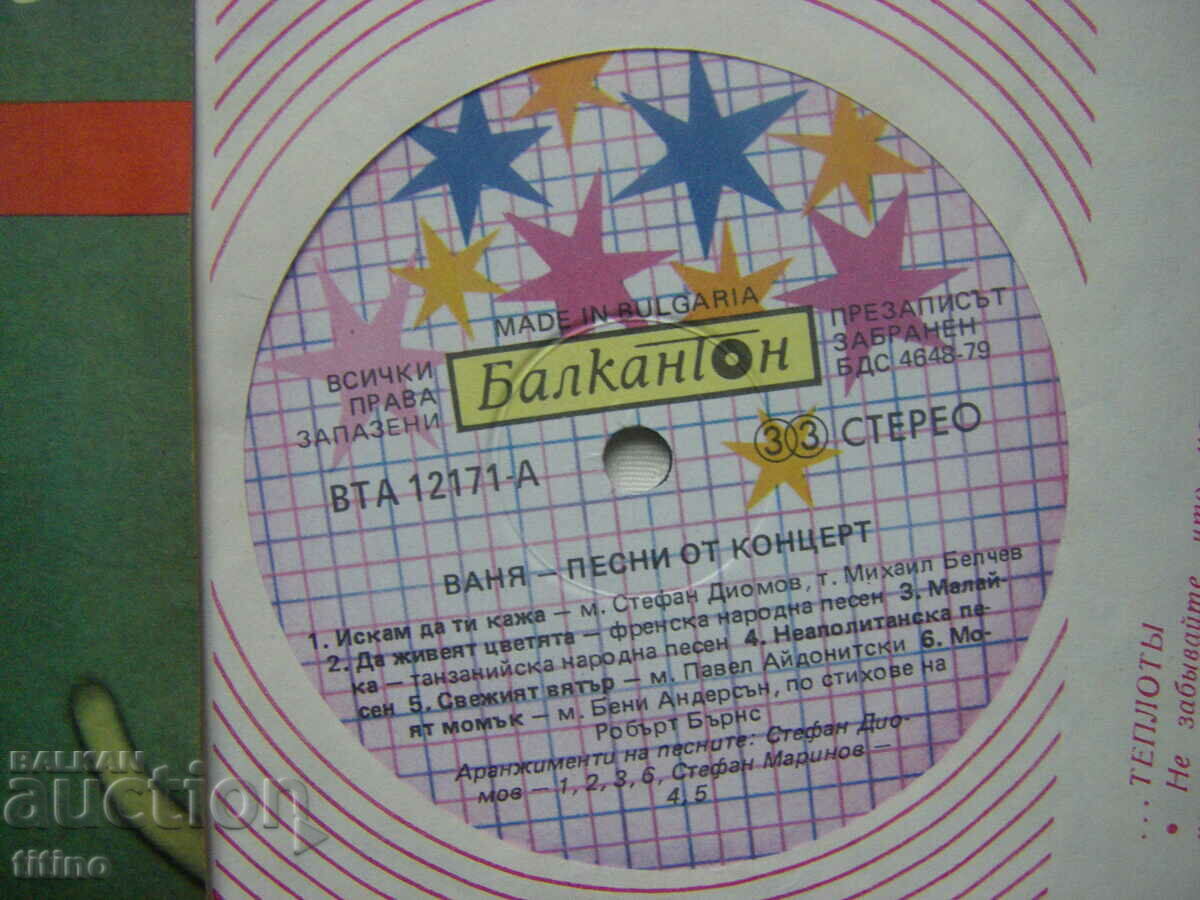 MADE IN BULGARIA
Балкантон
ВСИЧКИ
ПРАВА
ЗАПАЗЕНИ
ПРЕЗАПИСЪТ
ЗАБРАНЕН
БДС 4648-79
ВТА 12171-А
33 СТЕРЕО
ВАНЯ – ПЕСНИ ОТ КОНЦЕРТ
1. Искам да ти кажа – м. Стефан Диомов, т. Михаил Белчев
2. Да живеят цветята – френска народна песен 3. Малай-
ка – танзанийска народна песен 4. Неаполитанска пе-
сен 5. Свежият вятър – м. Павел Айдонитски 6. Мо-
ят момък – м. Бени Андерсън, по стихове на
Робърт Бърнс
Аранжименти на песните: Стефан Дио-
мов – 1, 2, 3, 6, Стефан Маринов –
4, 5
... ТЕПЛОТЫ
• Не забывайте, что
BALKAN
auction
titino